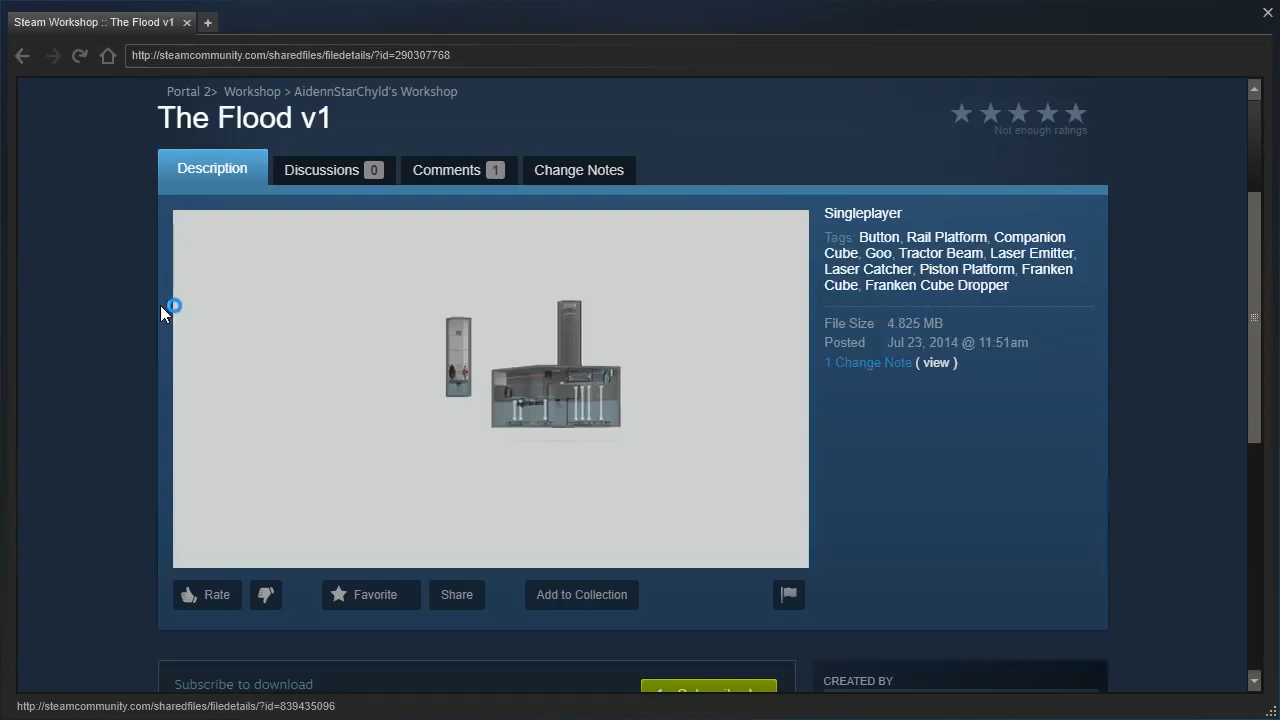 Steam Workshop :: The Flood v1
http://steamcommunity.com/sharedfiles/filedetails/?id=290307768
Portal 2> Workshop > AidennStarChyld's Workshop
The Flood v1
Not enough ratings
Description
Discussions 0
Comments 1
Change Notes
Singleplayer
Tags: Button, Rail Platform, Companion
Cube, Goo, Tractor Beam, Laser Emitter,
Laser Catcher, Piston Platform, Franken
Cube, Franken Cube Dropper
File Size 4.825 MB
Posted Jul 23, 2014 @ 11:51am
1 Change Note ( view )
Rate
Favorite
Share
Add to Collection
Subscribe to download
CREATED BY
http://steamcommunity.com/sharedfiles/filedetails/?id=839435096